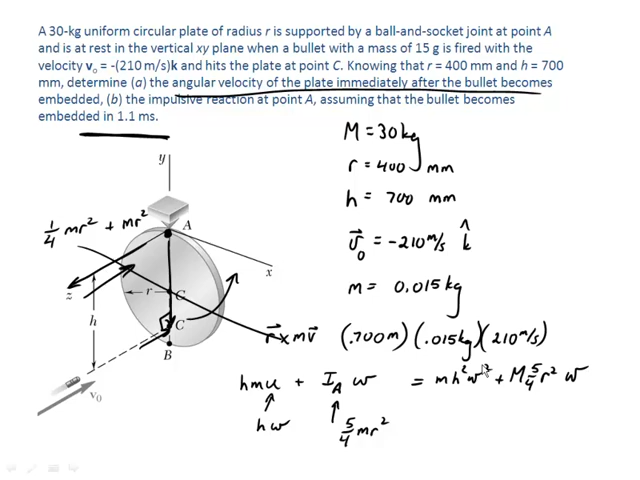 A 30-kg uniform circular plate of radius r is supported by a ball-and-socket joint at point A
and is at rest in the vertical xy plane when a bullet with a mass of 15 g is fired with the
velocity v₀ = -(210 m/s)k and hits the plate at point C. Knowing that r = 400 mm and h = 700
mm, determine (a) the angular velocity of the plate immediately after the bullet becomes
embedded, (b) the impulsive reaction at point A, assuming that the bullet becomes
embedded in 1.1 ms.
M = 30 kg
r = 400 mm
h = 700 mm
v⃗₀ = -210 m/s k̂
m = 0.015 kg
y
1/4 mr² + mr²
A
x
z
r
G
h
C
B
v₀
r⃗ x mv⃗ (.700m) (.015kg)(210 m/s)
hmu + I_A ω = mh²ω + M 5/4 r² ω
↑ ↑
hω 5/4 mr²